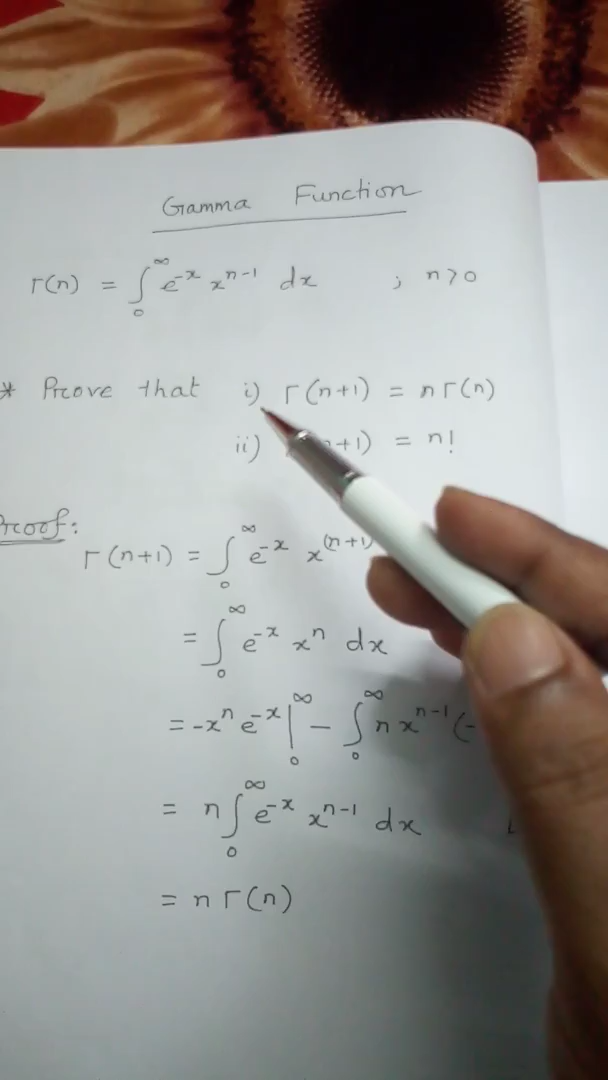 Gamma Function
Γ(n) = ∫₀^∞ e^-x x^n-1 dx ; n>0
* Prove that i) Γ(n+1) = nΓ(n)
ii) n+1) = n!
Proof:
Γ(n+1) = ∫₀^∞ e^-x x^(n+1)
= ∫₀^∞ e^-x x^n dx
= -x^n e^-x |₀^∞ - ∫₀^∞ n x^n-1 (-
= n ∫₀^∞ e^-x x^n-1 dx
= n Γ(n)